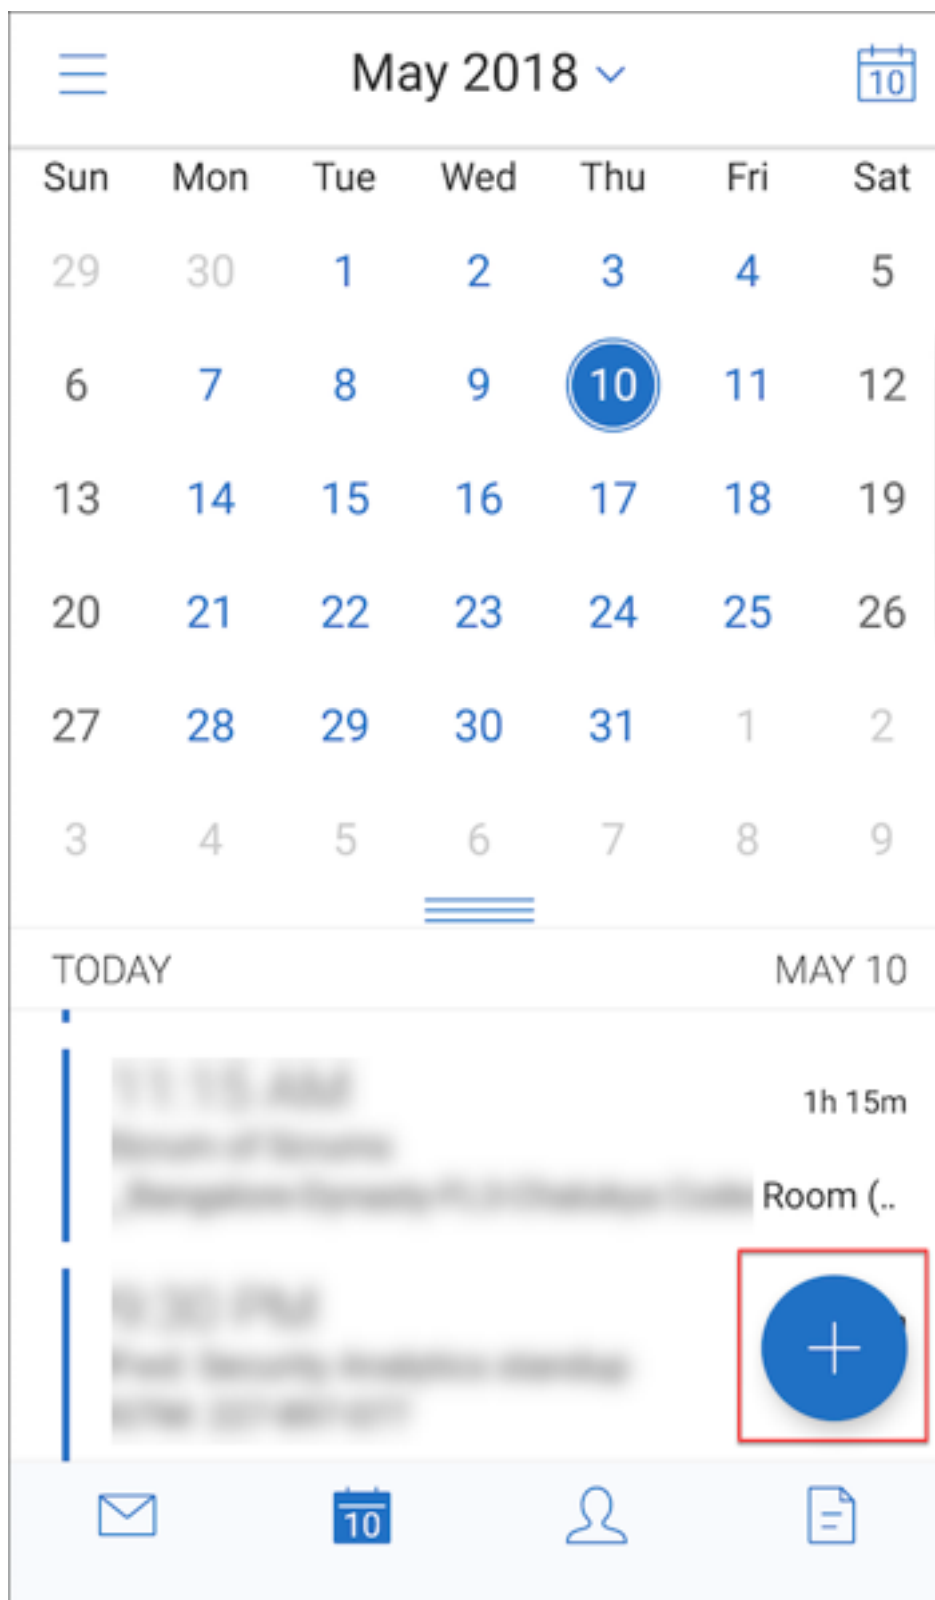 May 2018
10
Sun Mon Tue Wed Thu Fri Sat
29 30 1 2 3 4 5
6 7 8 9 10 11 12
13 14 15 16 17 18 19
20 21 22 23 24 25 26
27 28 29 30 31 1 2
3 4 5 6 7 8 9
TODAY MAY 10
1h 15m
Room (..
10